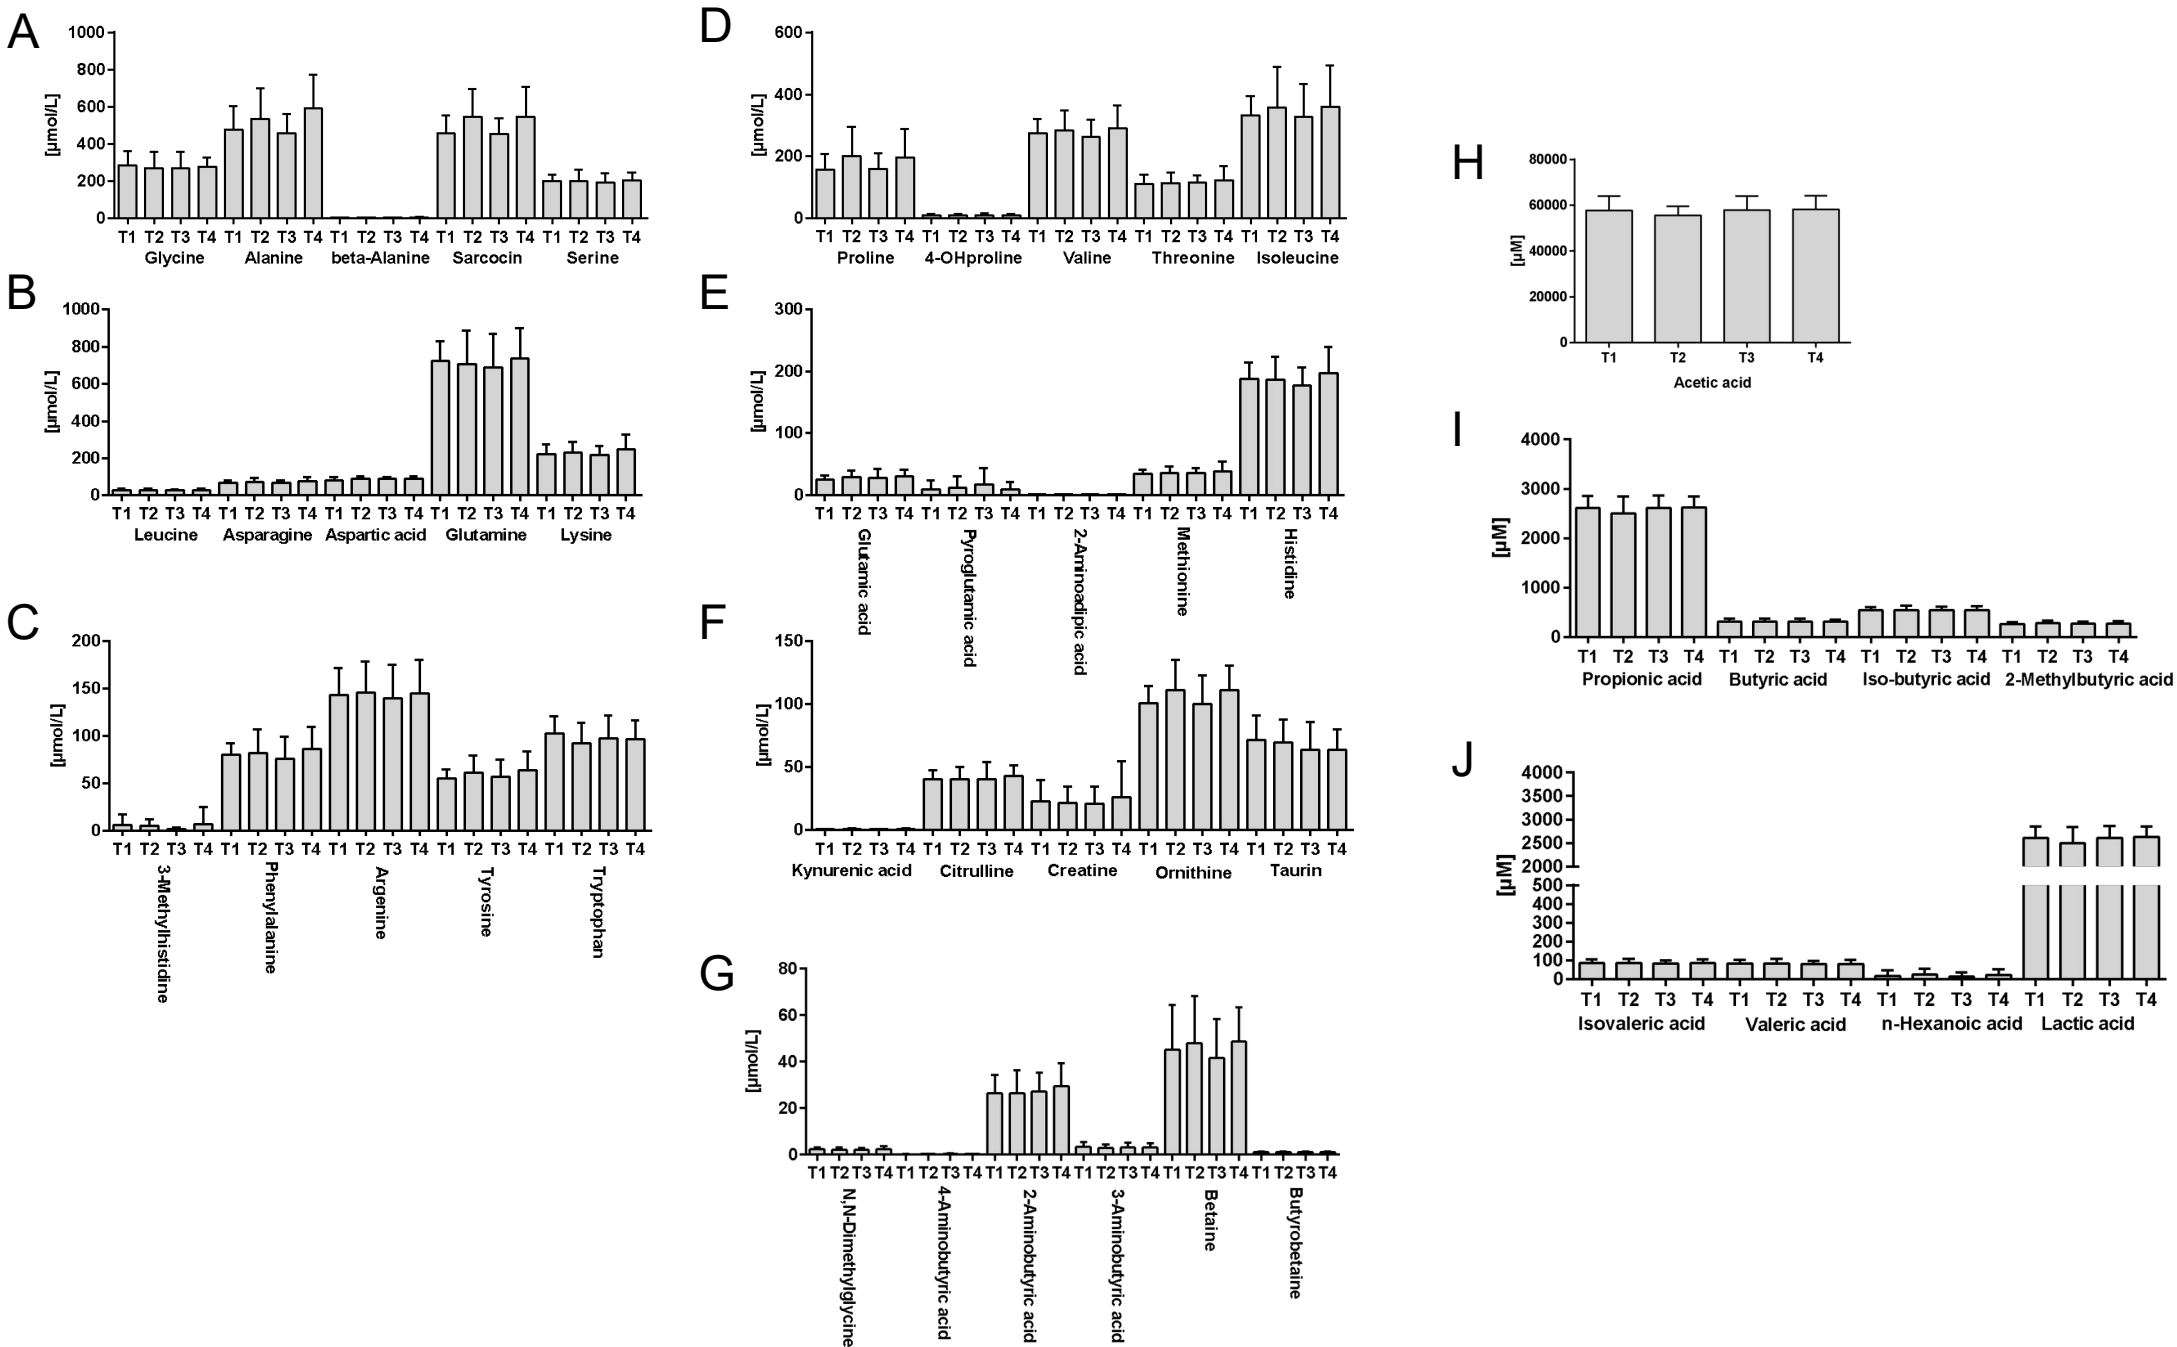 A
1000
800
600
400
200
0
[µmol/L]
T1 T2 T3 T4 T1 T2 T3 T4 T1 T2 T3 T4 T1 T2 T3 T4 T1 T2 T3 T4
Glycine Alanine beta-Alanine Sarcocin Serine
B
1000
800
600
400
200
0
[µmol/L]
T1 T2 T3 T4 T1 T2 T3 T4 T1 T2 T3 T4 T1 T2 T3 T4 T1 T2 T3 T4
Leucine Asparagine Aspartic acid Glutamine Lysine
C
200
150
100
50
0
[µmol/L]
T1 T2 T3 T4 T1 T2 T3 T4 T1 T2 T3 T4 T1 T2 T3 T4 T1 T2 T3 T4
3-Methylhistidine
Phenylalanine
Argenine
Tyrosine
Tryptophan
D
600
400
200
0
[µmol/L]
T1 T2 T3 T4 T1 T2 T3 T4 T1 T2 T3 T4 T1 T2 T3 T4 T1 T2 T3 T4
Proline 4-OHproline Valine Threonine Isoleucine
E
300
200
100
0
[µmol/L]
T1 T2 T3 T4 T1 T2 T3 T4 T1 T2 T3 T4 T1 T2 T3 T4 T1 T2 T3 T4
Glutamic acid
Pyroglutamic acid
2-Aminoadipic acid
Methionine
Histidine
F
150
100
50
0
[µmol/L]
T1 T2 T3 T4 T1 T2 T3 T4 T1 T2 T3 T4 T1 T2 T3 T4 T1 T2 T3 T4
Kynurenic acid Citrulline Creatine Ornithine Taurin
G
80
60
40
20
0
[µmol/L]
T1 T2 T3 T4 T1 T2 T3 T4 T1 T2 T3 T4 T1 T2 T3 T4 T1 T2 T3 T4 T1 T2 T3 T4
N,N-Dimethylglycine
4-Aminobutyric acid
2-Aminobutyric acid
3-Aminobutyric acid
Betaine
Butyrobetaine
H
80000
60000
40000
20000
0
[µM]
T1 T2 T3 T4
Acetic acid
I
4000
3000
2000
1000
0
[µM]
T1 T2 T3 T4 T1 T2 T3 T4 T1 T2 T3 T4 T1 T2 T3 T4
Propionic acid Butyric acid Iso-butyric acid 2-Methylbutyric acid
J
4000
3500
3000
2500
2000
500
400
300
200
100
0
[µM]
T1 T2 T3 T4 T1 T2 T3 T4 T1 T2 T3 T4 T1 T2 T3 T4
Isovaleric acid Valeric acid n-Hexanoic acid Lactic acid